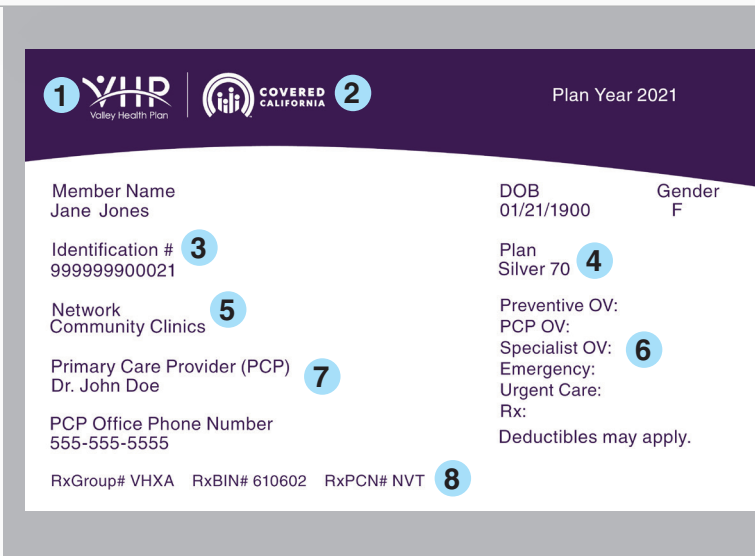 1 VHP Valley Health Plan
COVERED CALIFORNIA 2
Plan Year 2021
Member Name
Jane Jones
DOB
01/21/1900
Gender
F
Identification # 3
999999900021
Plan
Silver 70 4
Network
Community Clinics 5
Preventive OV:
PCP OV:
Specialist OV: 6
Emergency:
Urgent Care:
Rx:
Deductibles may apply.
Primary Care Provider (PCP) 7
Dr. John Doe
PCP Office Phone Number
555-555-5555
RxGroup# VHXA RxBIN# 610602 RxPCN# NVT 8